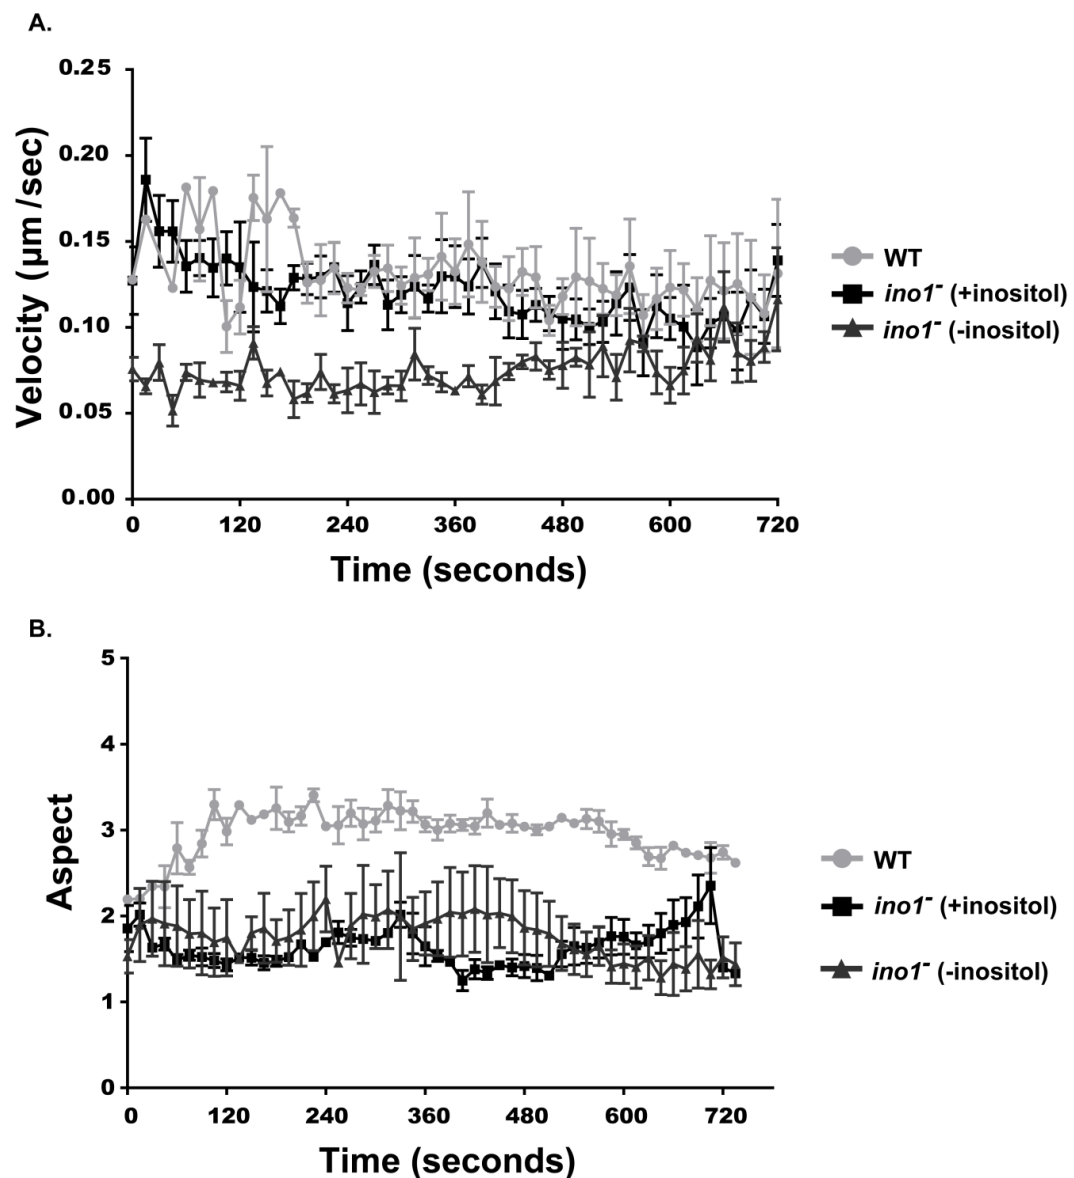 A.
0.25
0.20
0.15
0.10
0.05
0.00
Velocity (µm /sec)
0 120 240 360 480 600 720
Time (seconds)
WT
ino1⁻ (+inositol)
ino1⁻ (-inositol)
B.
5
4
3
2
1
0
Aspect
0 120 240 360 480 600 720
Time (seconds)
WT
ino1⁻ (+inositol)
ino1⁻ (-inositol)